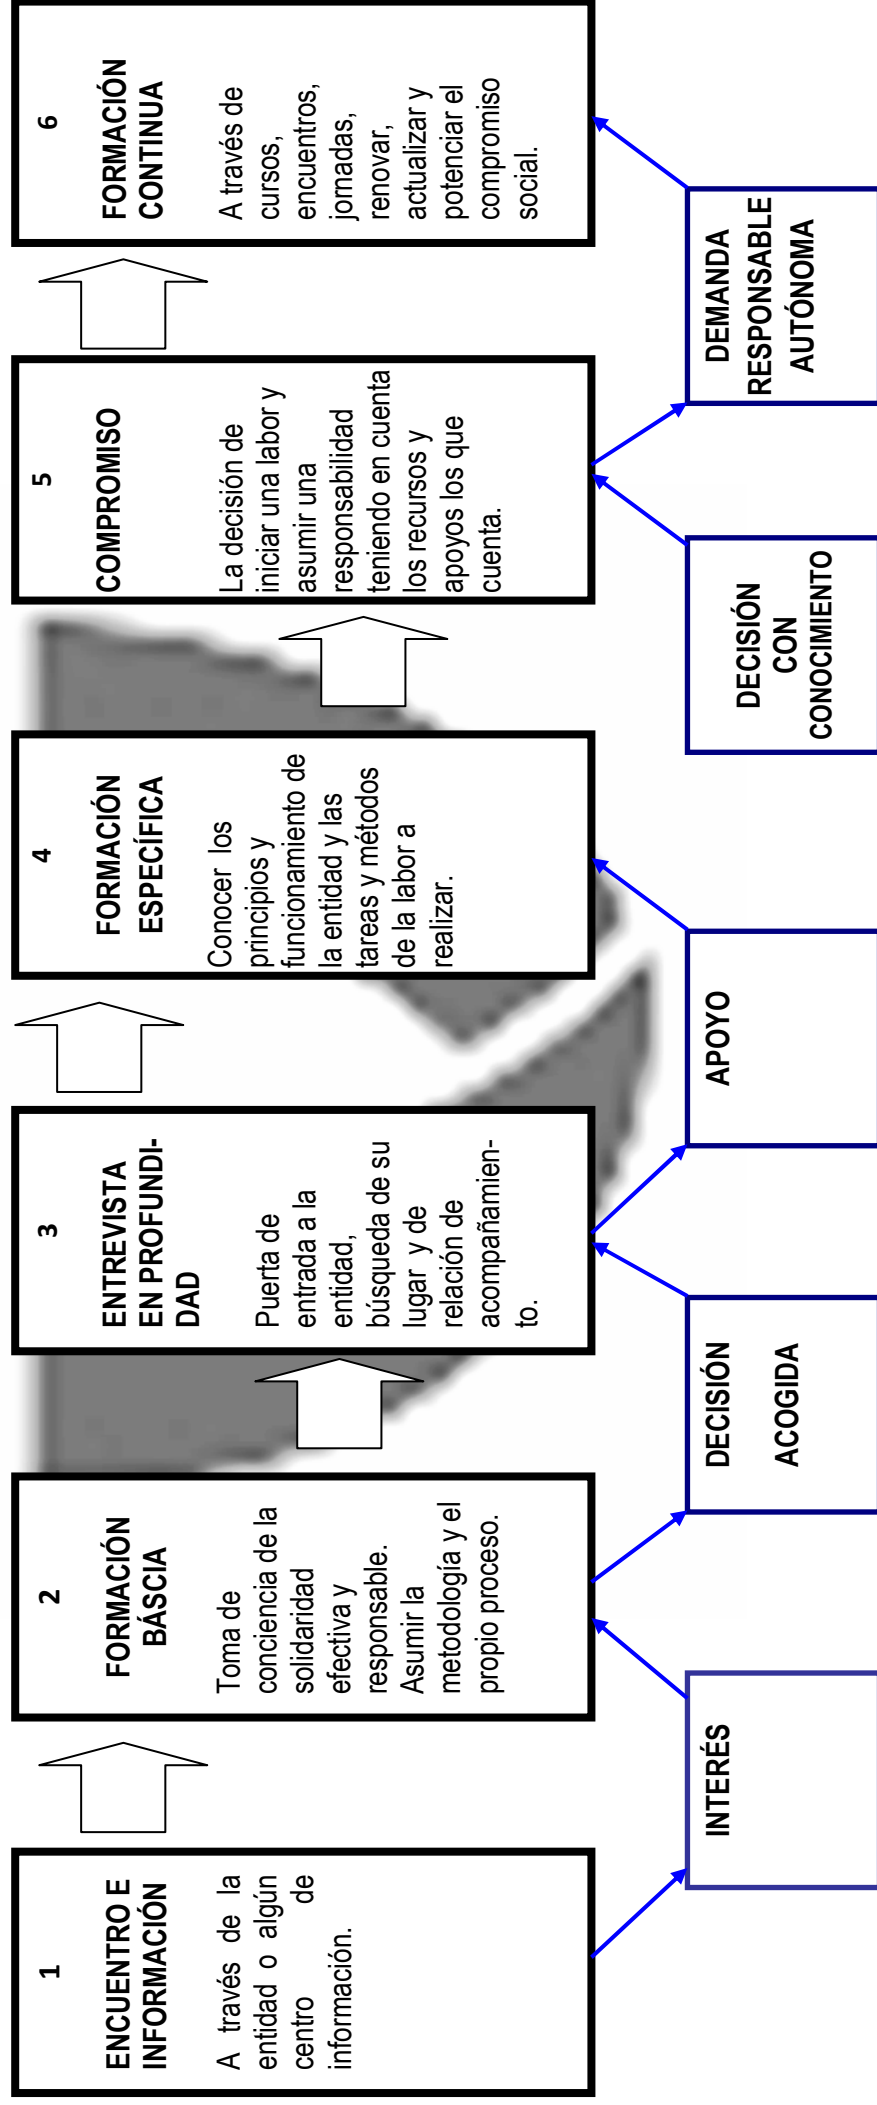 1
ENCUENTRO E
INFORMACIÓN
A través de la
entidad o algún
centro de
información.
2
FORMACIÓN
BÁSCIA
Toma de
conciencia de la
solidaridad
efectiva y
responsable.
Asumir la
metodología y el
propio proceso.
3
ENTREVISTA
EN PROFUNDI-
DAD
Puerta de
entrada a la
entidad,
búsqueda de su
lugar y de
relación de
acompañamien-
to.
4
FORMACIÓN
ESPECÍFICA
Conocer los
principios y
funcionamiento de
la entidad y las
tareas y métodos
de la labor a
realizar.
5
COMPROMISO
La decisión de
iniciar una labor y
asumir una
responsabilidad
teniendo en cuenta
los recursos y
apoyos los que
cuenta.
6
FORMACIÓN
CONTINUA
A través de
cursos,
encuentros,
jornadas,
renovar,
actualizar y
potenciar el
compromiso
social.
INTERÉS
DECISIÓN
ACOGIDA
APOYO
DECISIÓN
CON
CONOCIMIENTO
DEMANDA
RESPONSABLE
AUTÓNOMA